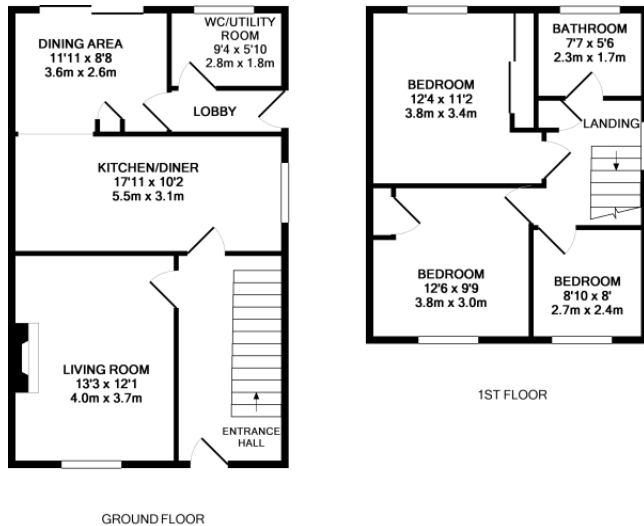 DINING AREA
11'11 x 8'8
3.6m x 2.6m
WC/UTILITY
ROOM
9'4 x 5'10
2.8m x 1.8m
LOBBY
KITCHEN/DINER
17'11 x 10'2
5.5m x 3.1m
LIVING ROOM
13'3 x 12'1
4.0m x 3.7m
ENTRANCE
HALL
GROUND FLOOR
BEDROOM
12'4 x 11'2
3.8m x 3.4m
BATHROOM
7'7 x 5'6
2.3m x 1.7m
LANDING
BEDROOM
12'6 x 9'9
3.8m x 3.0m
BEDROOM
8'10 x 8'
2.7m x 2.4m
1ST FLOOR